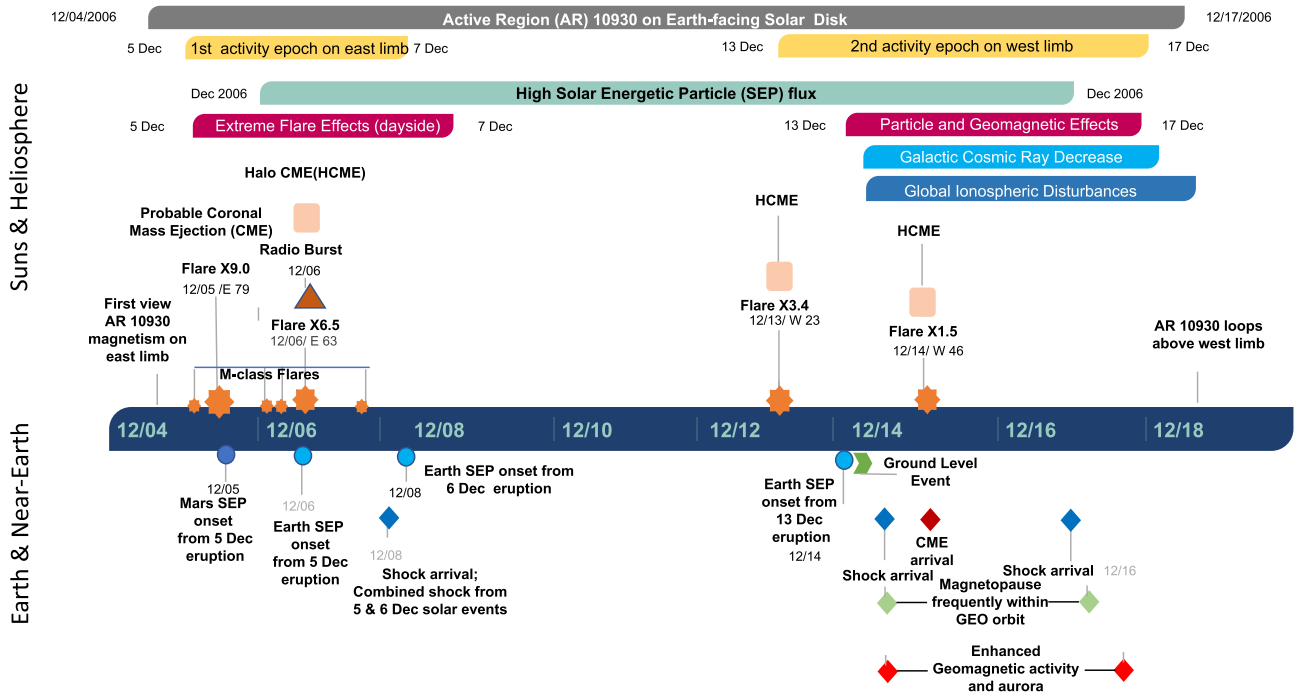 12/04/2006
Active Region (AR) 10930 on Earth-facing Solar Disk
12/17/2006
5 Dec
1st activity epoch on east limb
7 Dec
13 Dec
2nd activity epoch on west limb
17 Dec
Dec 2006
High Solar Energetic Particle (SEP) flux
Dec 2006
5 Dec
Extreme Flare Effects (dayside)
7 Dec
13 Dec
Particle and Geomagnetic Effects
17 Dec
Galactic Cosmic Ray Decrease
Global Ionospheric Disturbances
Suns & Heliosphere
Halo CME(HCME)
Probable Coronal
Mass Ejection (CME)
Radio Burst
12/06
Flare X9.0
12/05 /E 79
First view
AR 10930
magnetism on
east limb
Flare X6.5
12/06/ E 63
M-class Flares
HCME
Flare X3.4
12/13/ W 23
HCME
Flare X1.5
12/14/ W 46
AR 10930 loops
above west limb
12/04
12/06
12/08
12/10
12/12
12/14
12/16
12/18
Earth & Near-Earth
12/05
Mars SEP
onset
from 5 Dec
eruption
12/06
Earth SEP
onset
from 5 Dec
eruption
12/08
Earth SEP onset from
6 Dec eruption
12/08
Shock arrival;
Combined shock from
5 & 6 Dec solar events
Earth SEP
onset from
13 Dec
eruption
12/14
Ground Level
Event
Shock arrival
CME
arrival
Shock arrival
12/16
Magnetopause
frequently within
GEO orbit
Enhanced
Geomagnetic activity
and aurora